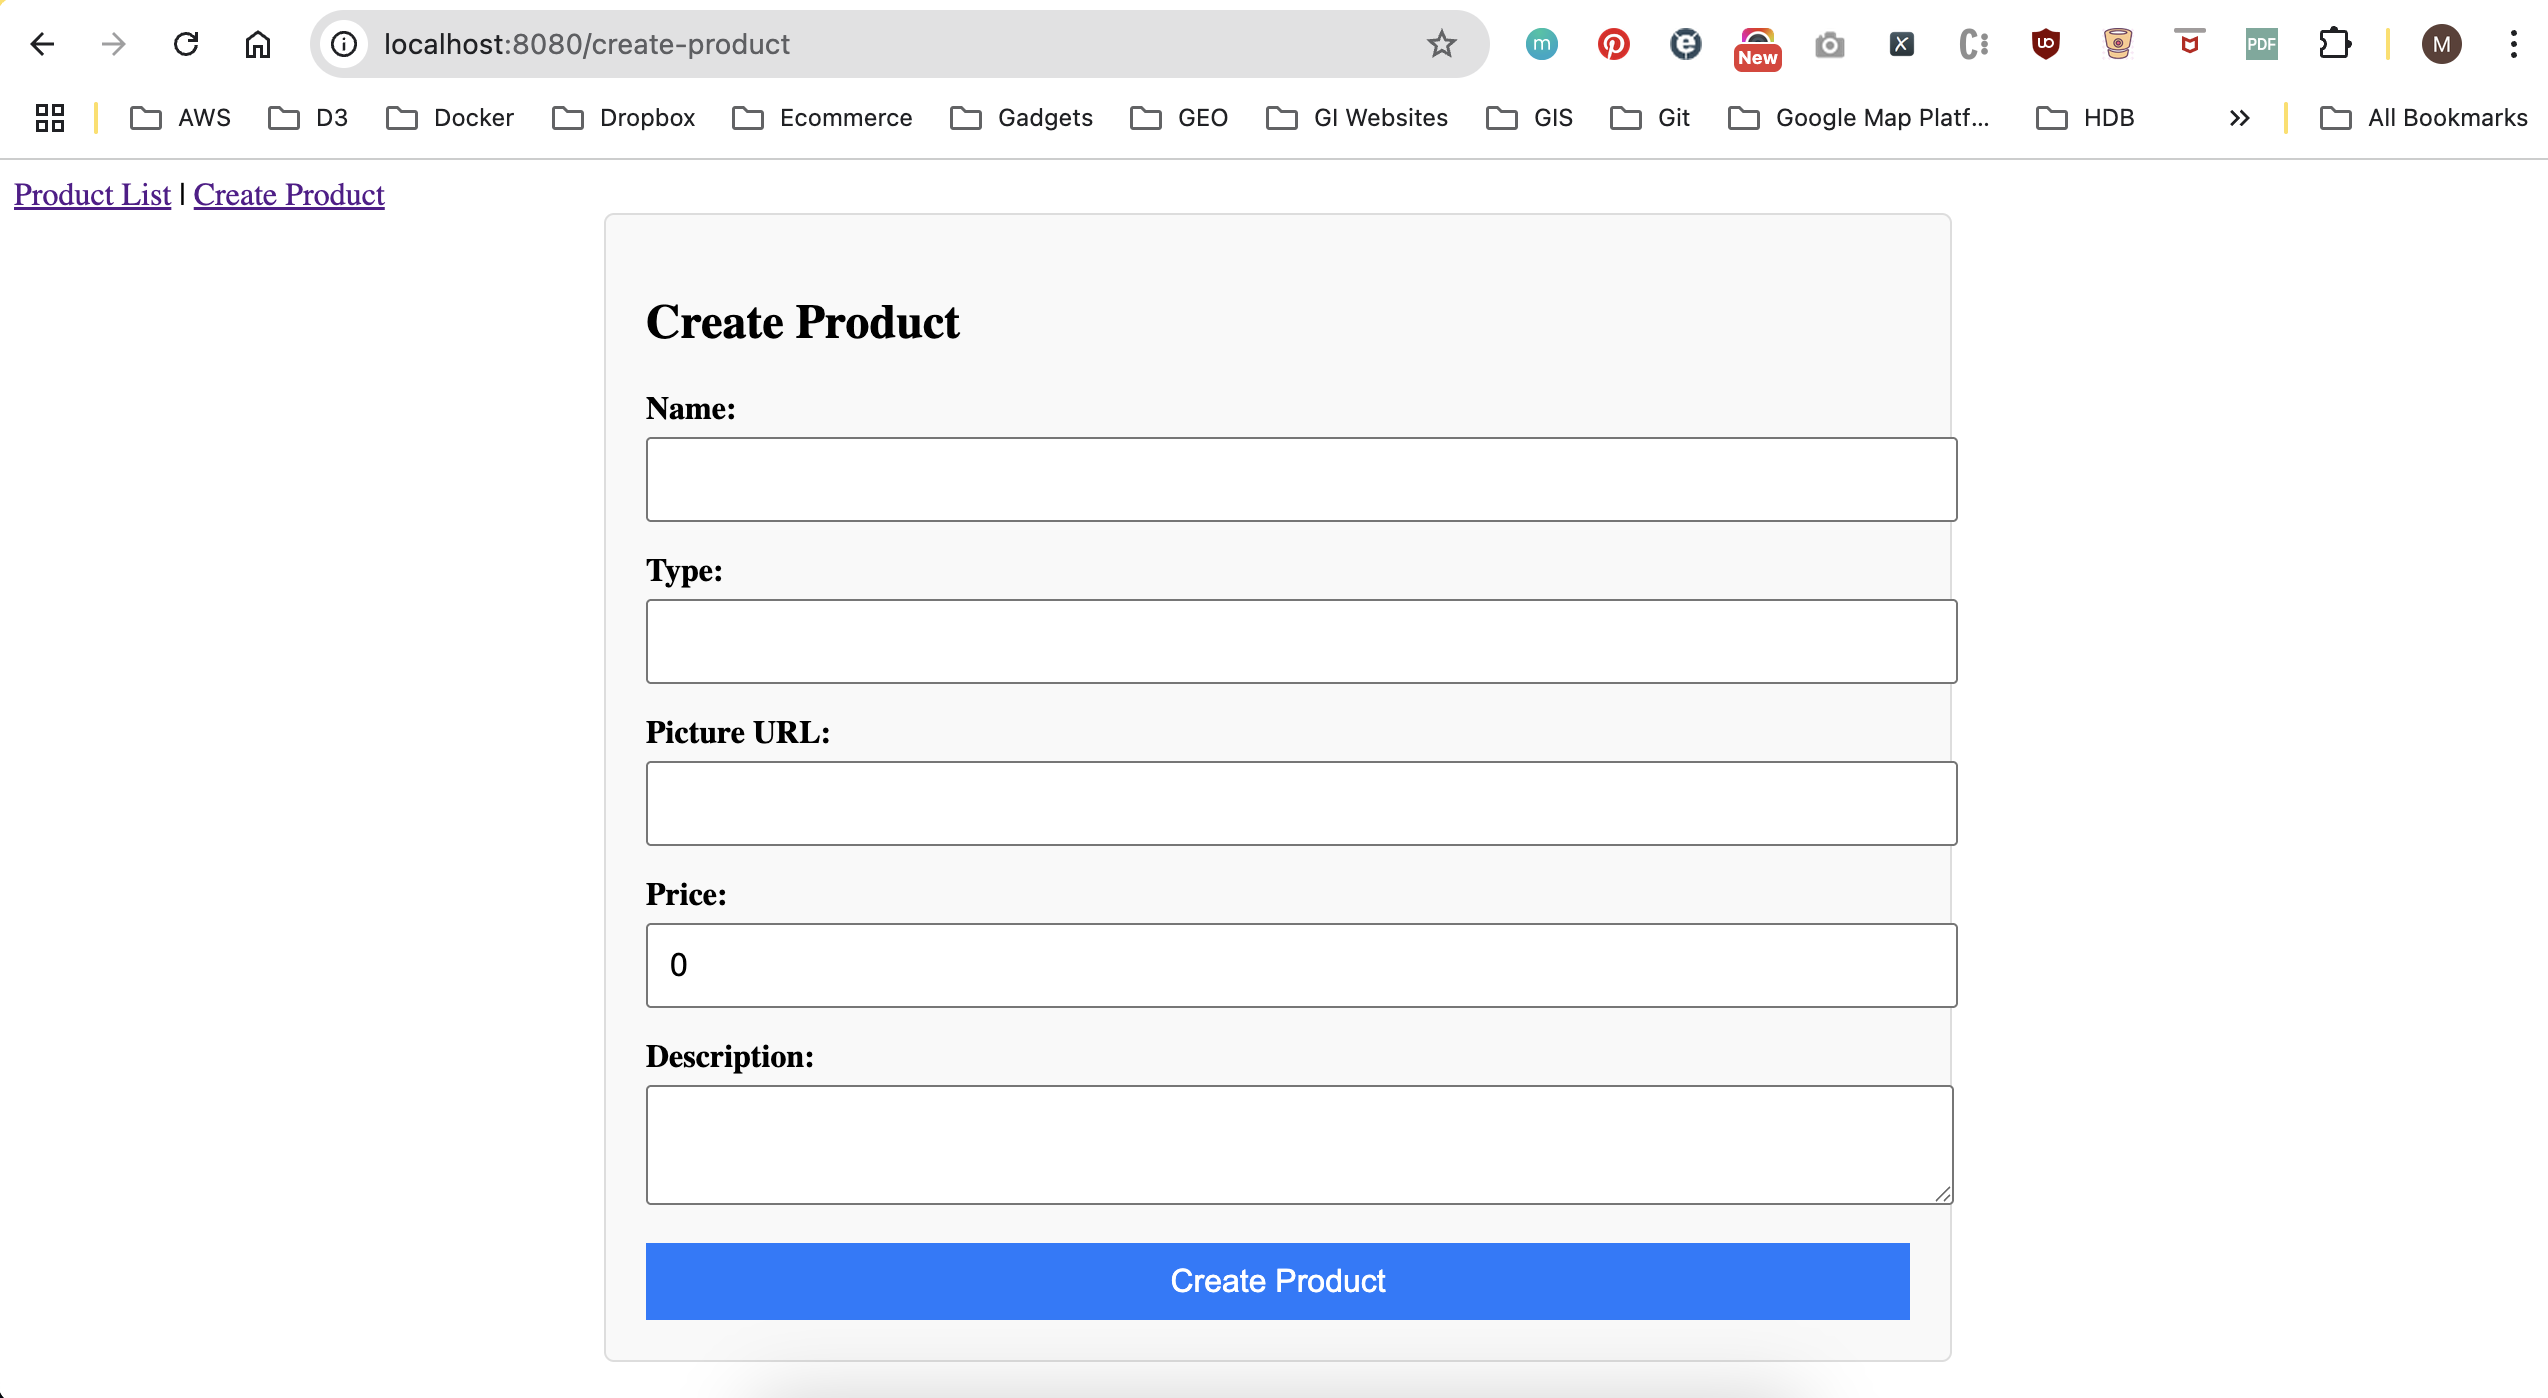 localhost:8080/create-product
m
New
X
PDF
M
AWS D3 Docker Dropbox Ecommerce Gadgets GEO GI Websites GIS Git Google Map Platf... HDB All Bookmarks
Product List | Create Product
Create Product
Name:
Type:
Picture URL:
Price:
0
Description:
Create Product